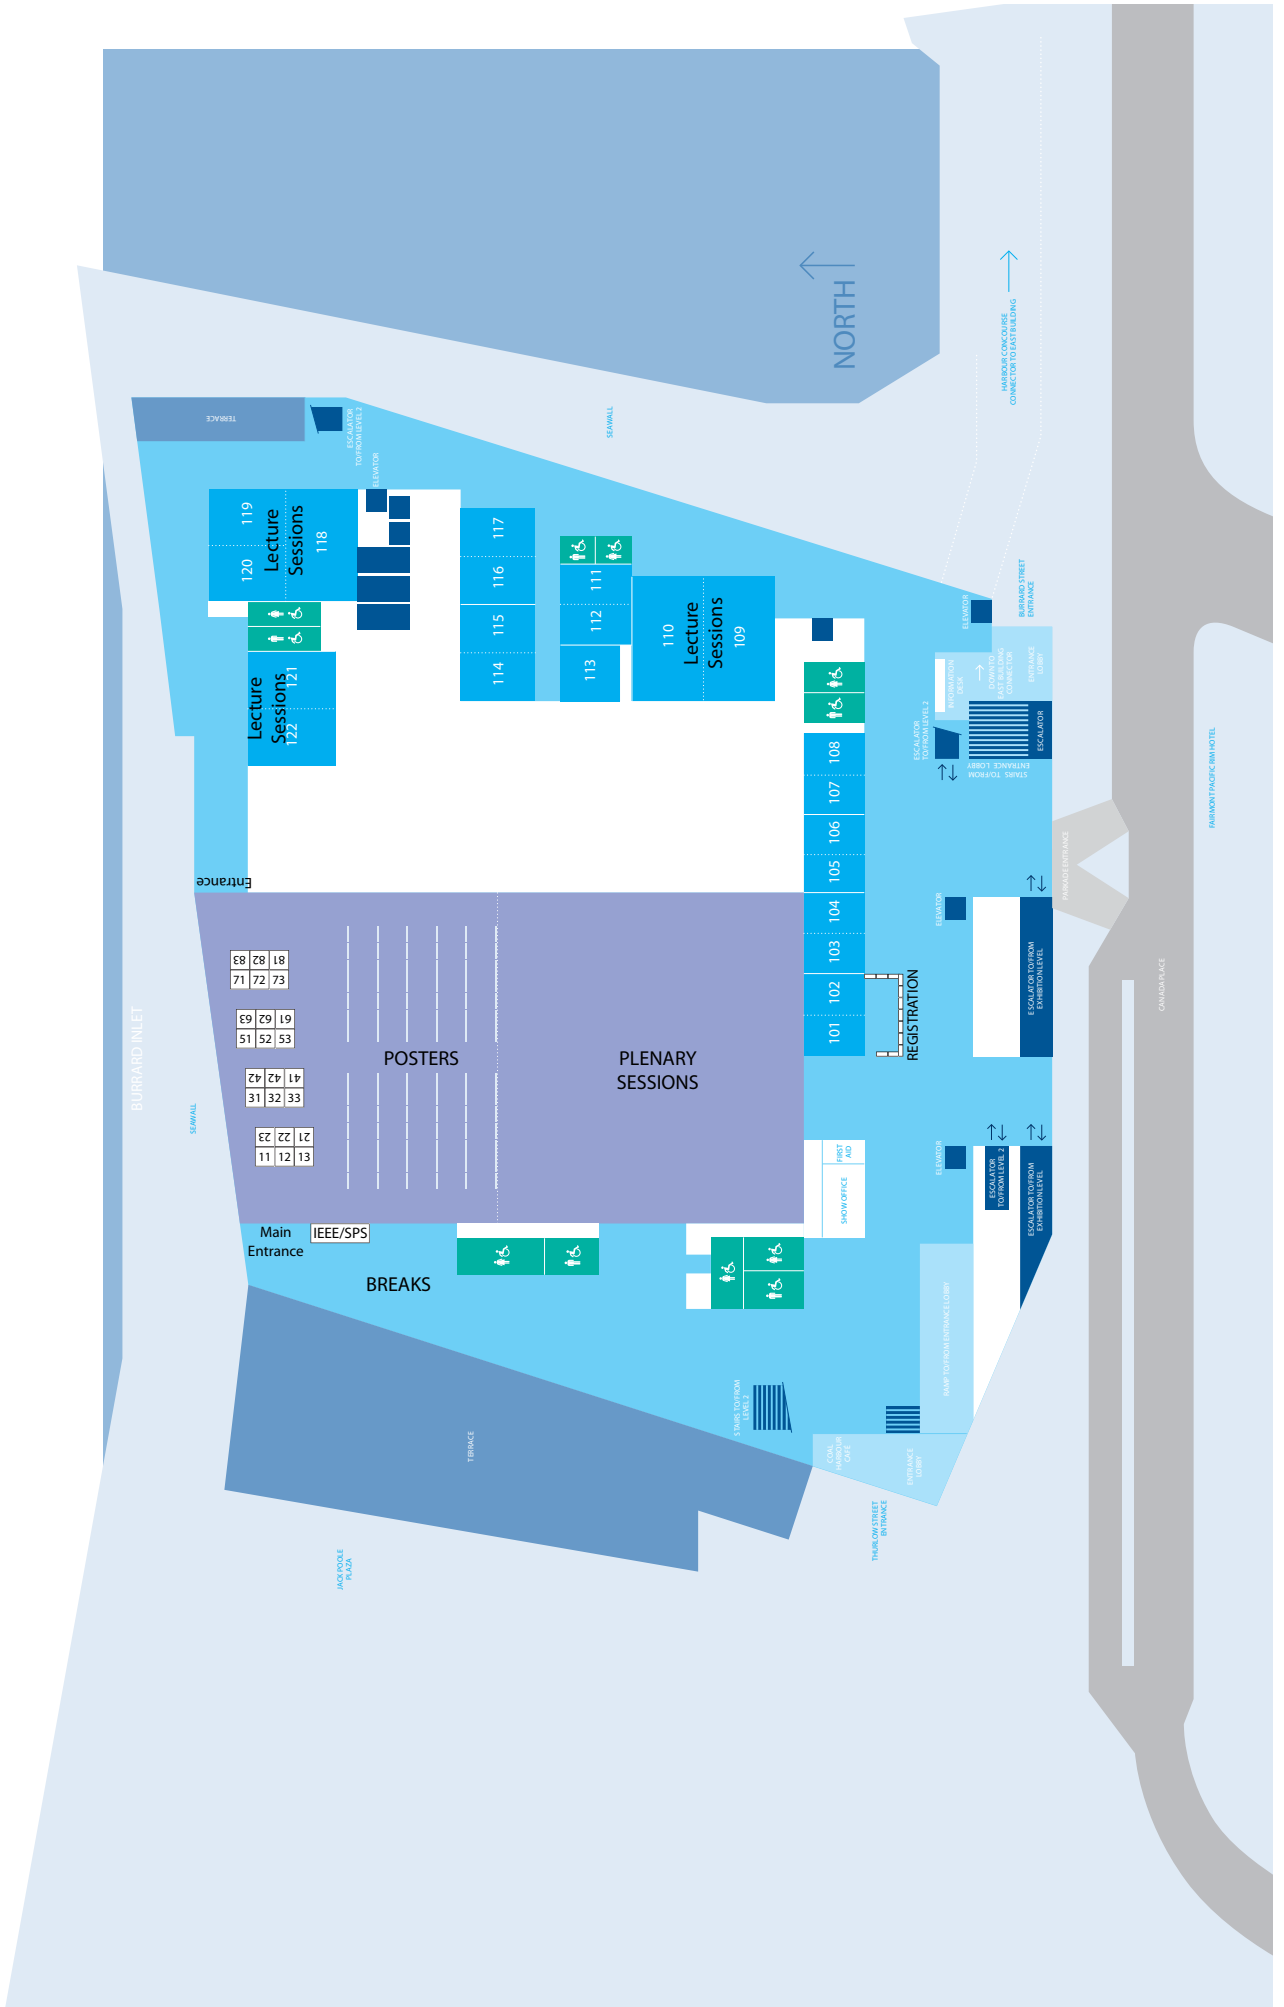 NORTH
HARBOUR CONCOURSE
CONNECTOR TO EAST BUILDING
SEAWALL
TERRACE
ESCALATOR
TO/FROM LEVEL 2
ELEVATOR
119
120
118
Lecture
Sessions
117
116
115
114
111
112
113
110
109
Lecture
Sessions
121
122
Lecture
Sessions
ELEVATOR
BURRARD STREET
ENTRANCE
INFORMATION
DESK
DOWN TO
EAST BUILDING
CONNECTOR
ENTRANCE
LOBBY
ESCALATOR
TO/FROM LEVEL 2
ESCALATOR
STAIRS TO/FROM
ENTRANCE LOBBY
FAIRMONT PACIFIC RIM HOTEL
108
107
106
105
104
103
102
101
PARKADE ENTRANCE
Entrance
ELEVATOR
ESCALATOR TO/FROM
EXHIBITION LEVEL
CANADA PLACE
REGISTRATION
83 82 81
71 72 73
63 62 61
51 52 53
42 42 41
31 32 33
23 22 21
11 12 13
POSTERS
PLENARY
SESSIONS
BURRARD INLET
SEAWALL
FIRST
AID
SHOW OFFICE
ELEVATOR
ESCALATOR
TO/FROM LEVEL 2
ESCALATOR TO/FROM
EXHIBITION LEVEL
Main
Entrance
IEEE/SPS
BREAKS
RAMP TO/FROM ENTRANCE LOBBY
STAIRS TO/FROM
LEVEL 2
TERRACE
COAL
HARBOUR
CAFE
ENTRANCE
LOBBY
THURLOW STREET
ENTRANCE
JACK POOLE
PLAZA